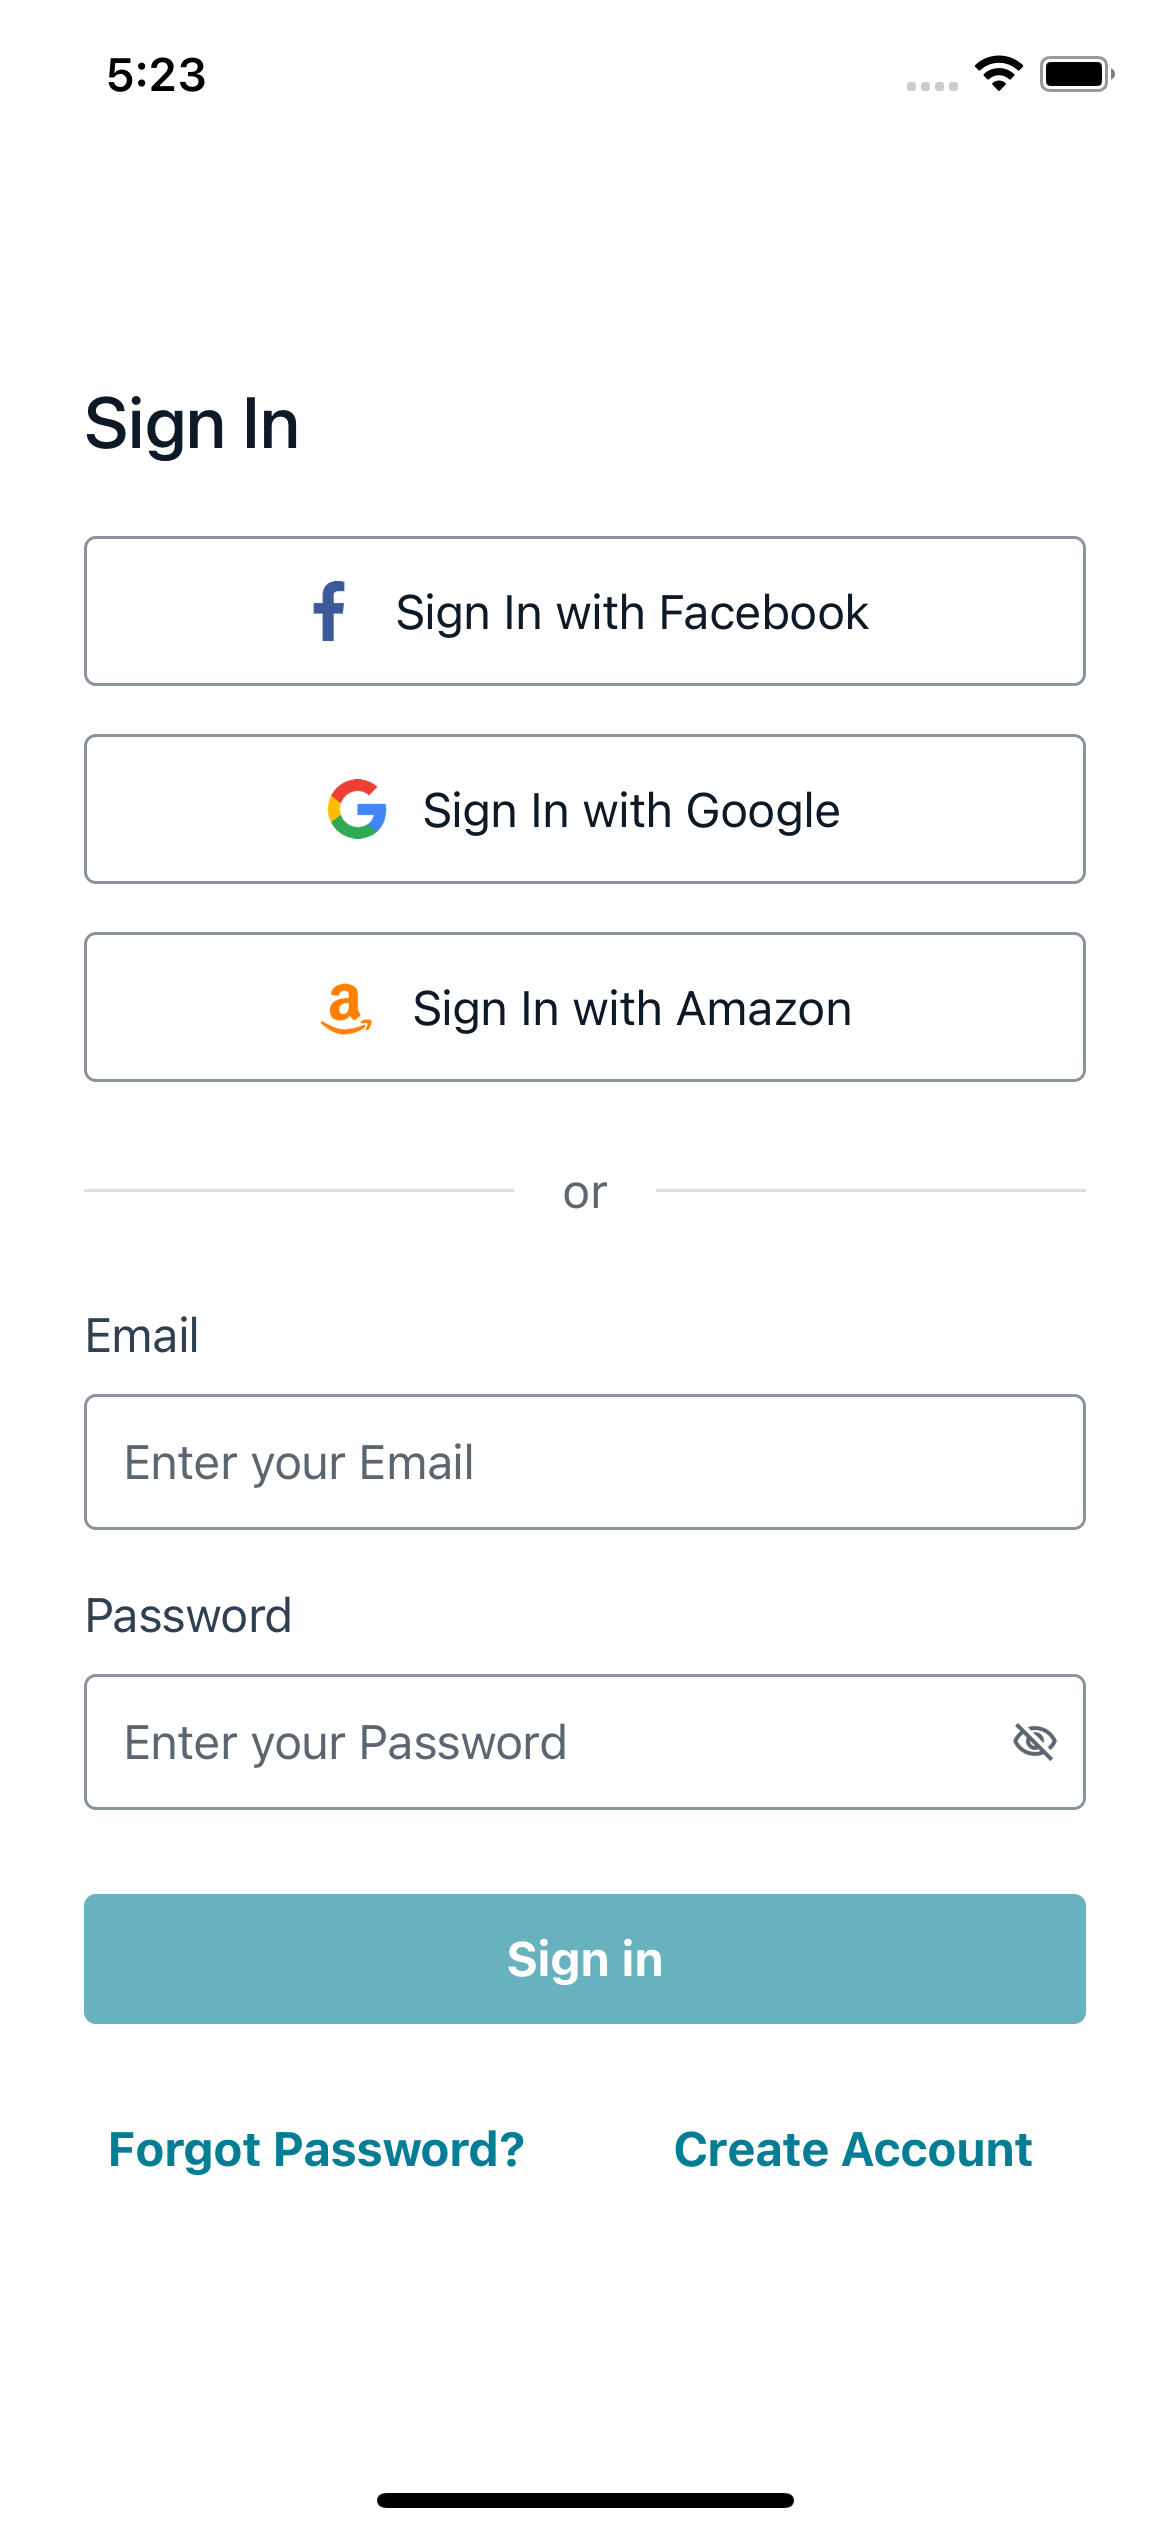 5:23
Sign In
Sign In with Facebook
Sign In with Google
Sign In with Amazon
or
Email
Enter your Email
Password
Enter your Password
Sign in
Forgot Password? Create Account